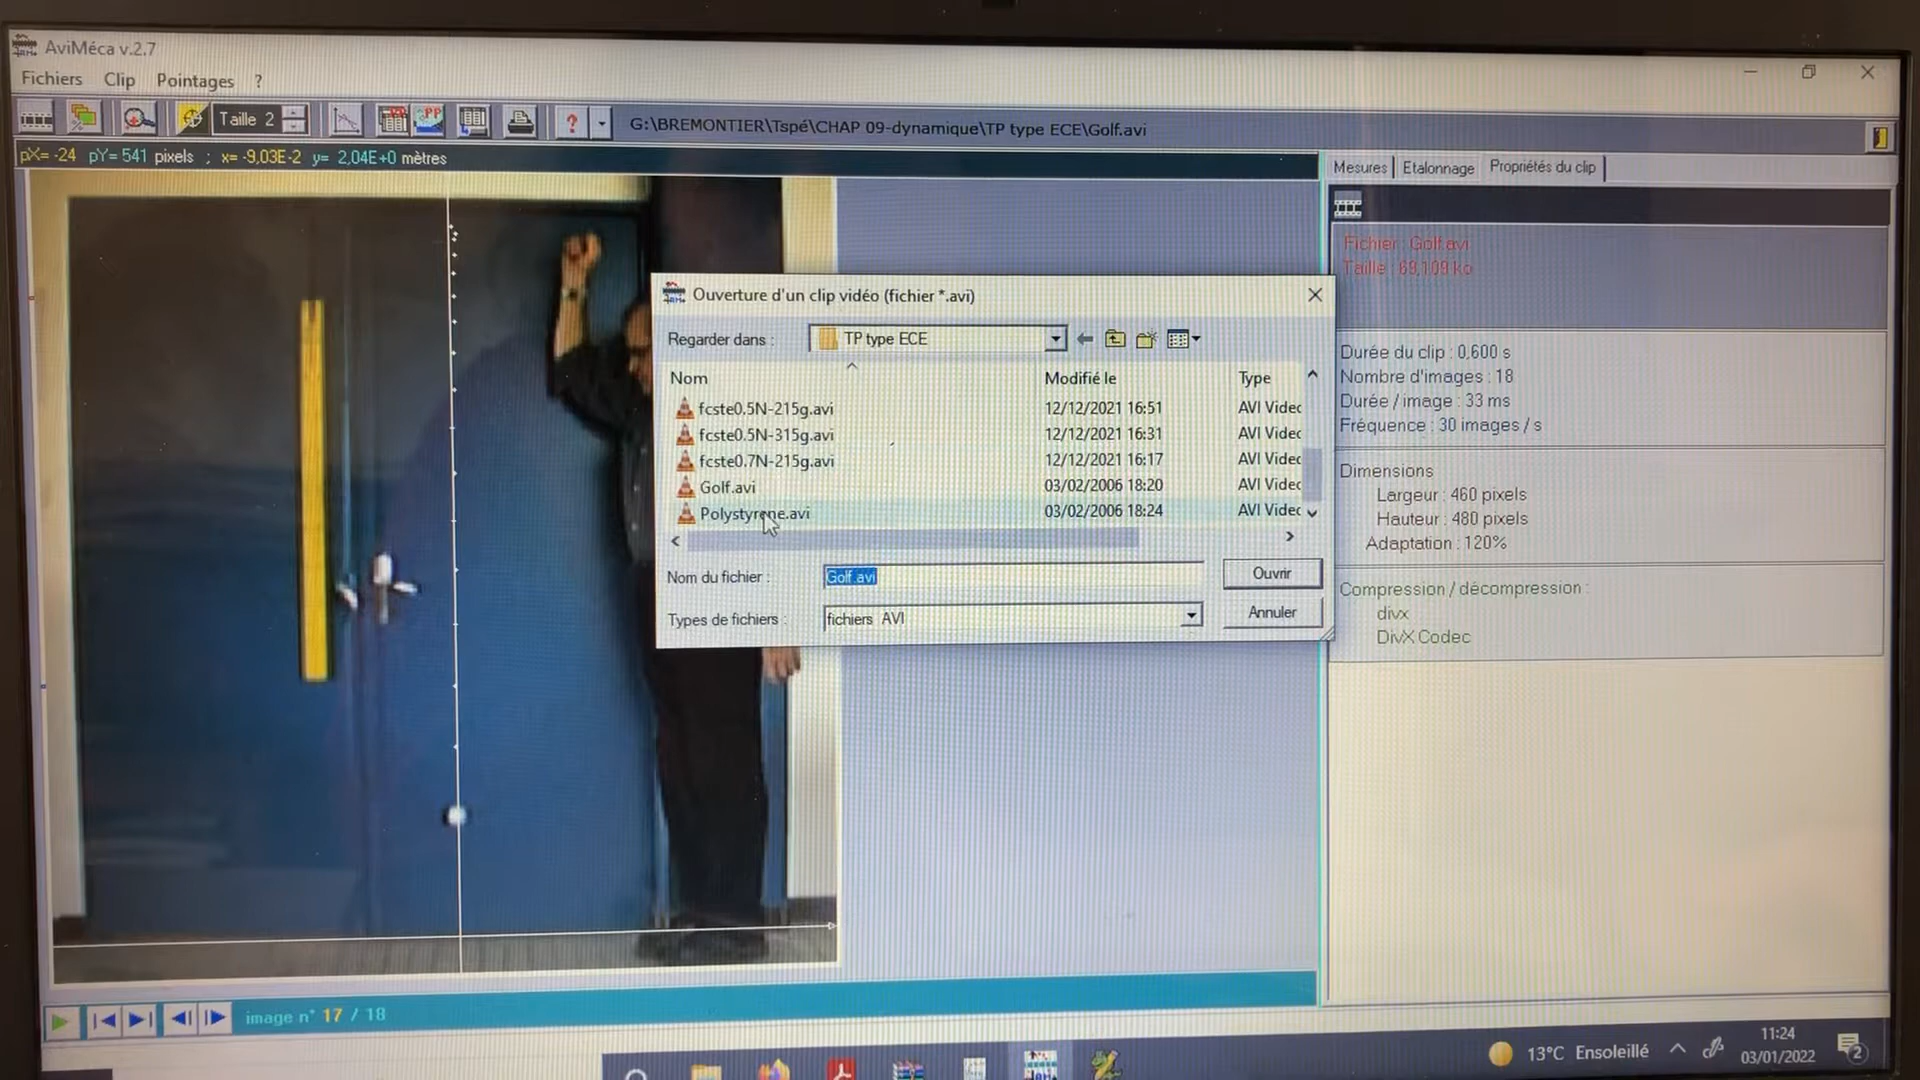 AviMéca v.2.7
Fichiers Clip Pointages ?
Taille 2
?
G:\BREMONTIER\Tspé\CHAP 09-dynamique\TP type ECE\Golf.avi
pX= -24 pY= 541 pixels ; x= -9,03E-2 y= 2,04E+0 mètres
Mesures Etalonnage Propriétés du clip
Fichier : Golf.avi
Taille : 69,109 ko
Durée du clip : 0,600 s
Nombre d'images : 18
Durée / image : 33 ms
Fréquence : 30 images / s
Dimensions
Largeur : 460 pixels
Hauteur : 480 pixels
Adaptation : 120%
Compression / décompression :
divx
DivX Codec
Ouverture d'un clip vidéo (fichier *.avi)
Regarder dans : TP type ECE
Nom Modifié le Type
fcste0.5N-215g.avi 12/12/2021 16:51 AVI Videc
fcste0.5N-315g.avi 12/12/2021 16:31 AVI Videc
fcste0.7N-215g.avi 12/12/2021 16:17 AVI Videc
Golf.avi 03/02/2006 18:20 AVI Videc
Polystyrene.avi 03/02/2006 18:24 AVI Videc
Nom du fichier : Golf.avi Ouvrir
Types de fichiers : fichiers AVI Annuler
image n° 17 / 18
13°C Ensoleillé
11:24
03/01/2022
2